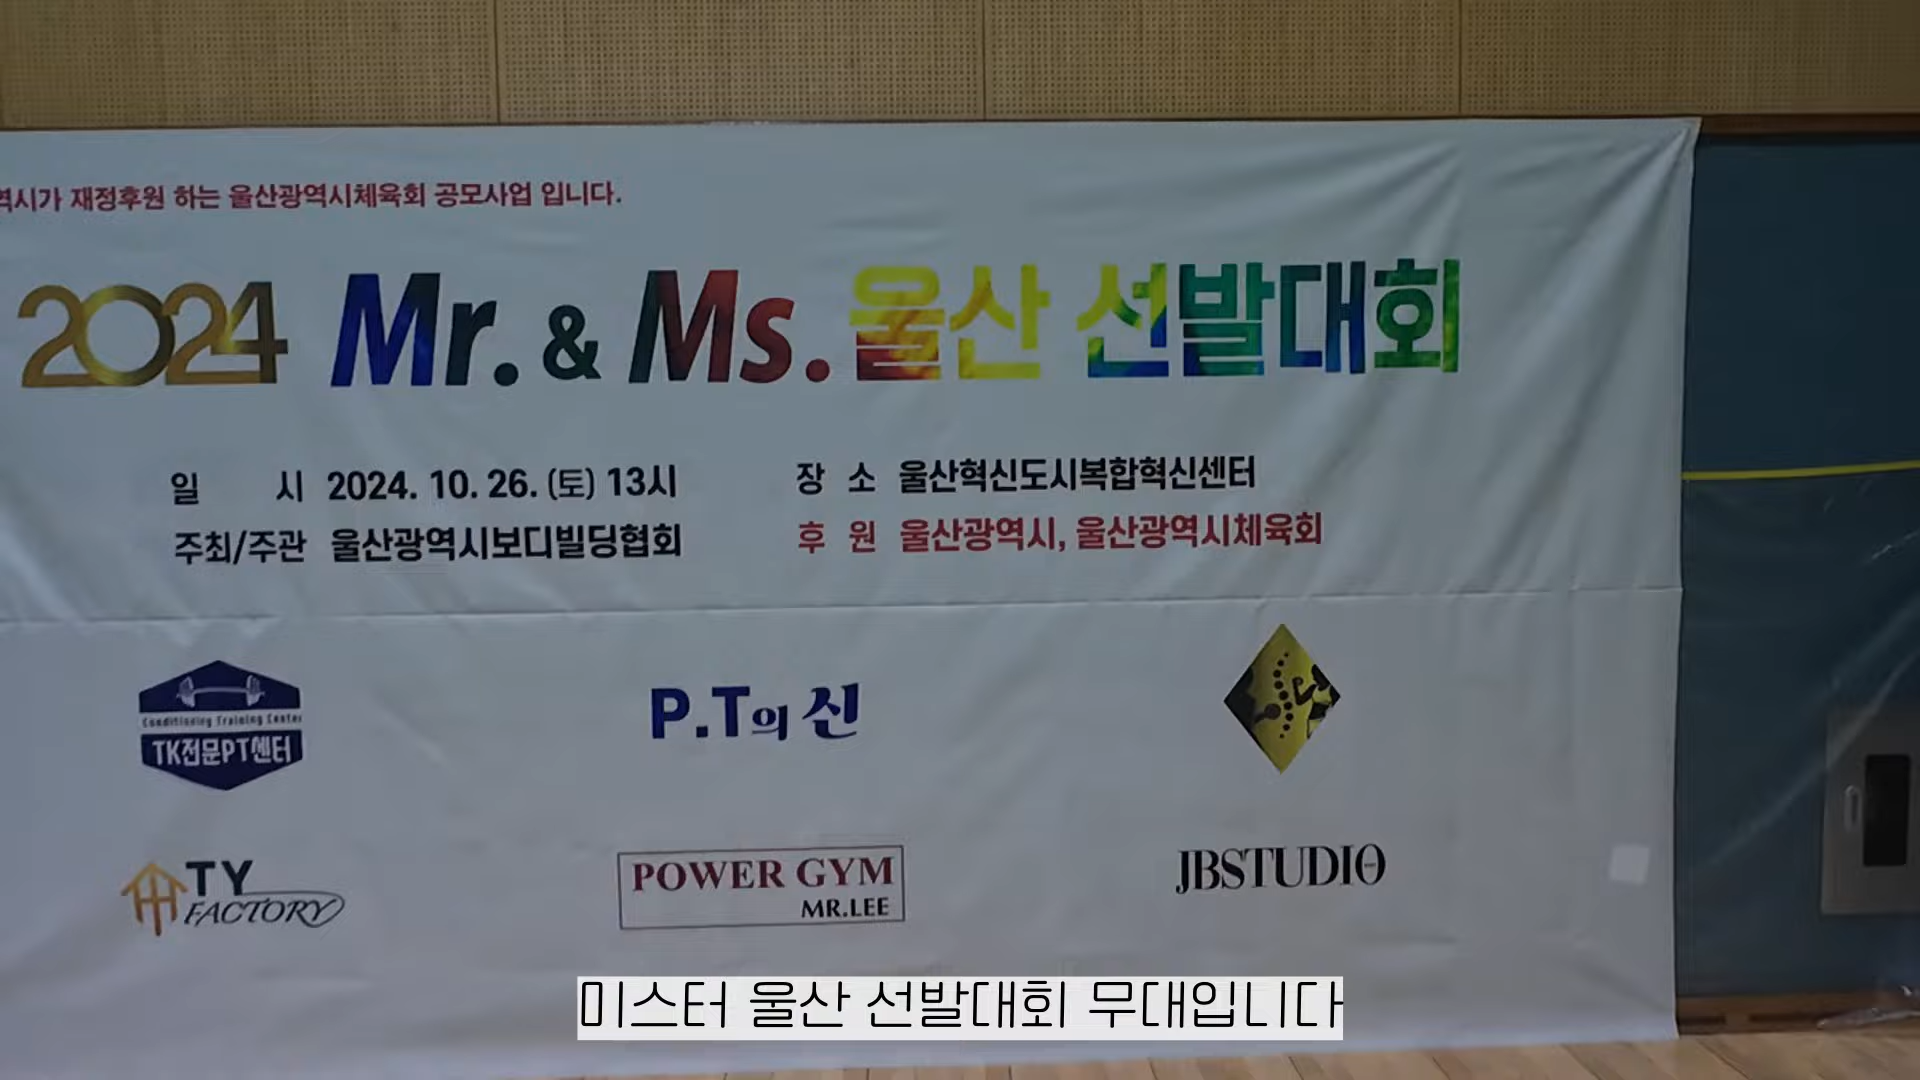 역시가 재정후원 하는 울산광역시체육회 공모사업 입니다.
2024 Mr. & Ms. 울산 선발대회
일 시 2024. 10. 26. (토) 13시
장 소 울산혁신도시복합혁신센터
주최/주관 울산광역시보디빌딩협회
후 원 울산광역시, 울산광역시체육회
Conditioning Training Center
TK전문PT센터
P.T의 신
TY
FACTORY
POWER GYM
MR.LEE
JBSTUDIO
미스터 울산 선발대회 무대입니다